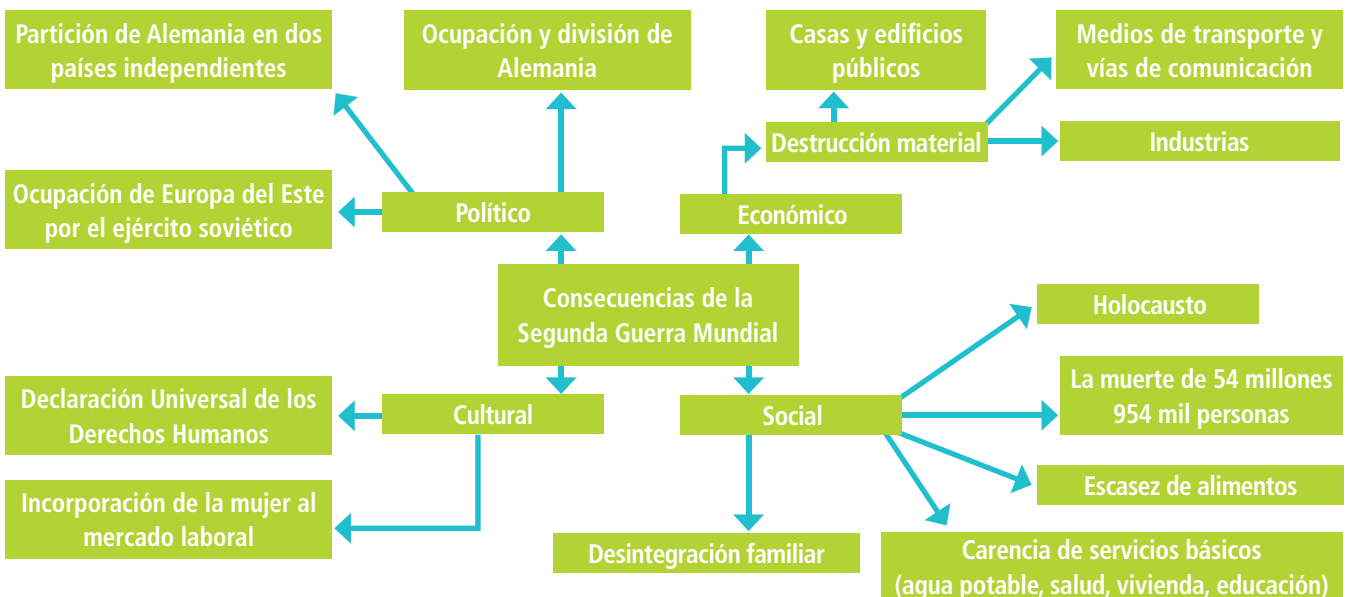 Partición de Alemania en dos
países independientes
Ocupación y división de
Alemania
Casas y edificios
públicos
Medios de transporte y
vías de comunicación
Destrucción material
Industrias
Ocupación de Europa del Este
por el ejército soviético
Político
Económico
Consecuencias de la
Segunda Guerra Mundial
Holocausto
La muerte de 54 millones
954 mil personas
Declaración Universal de los
Derechos Humanos
Cultural
Social
Escasez de alimentos
Incorporación de la mujer al
mercado laboral
Desintegración familiar
Carencia de servicios básicos
(agua potable, salud, vivienda, educación)